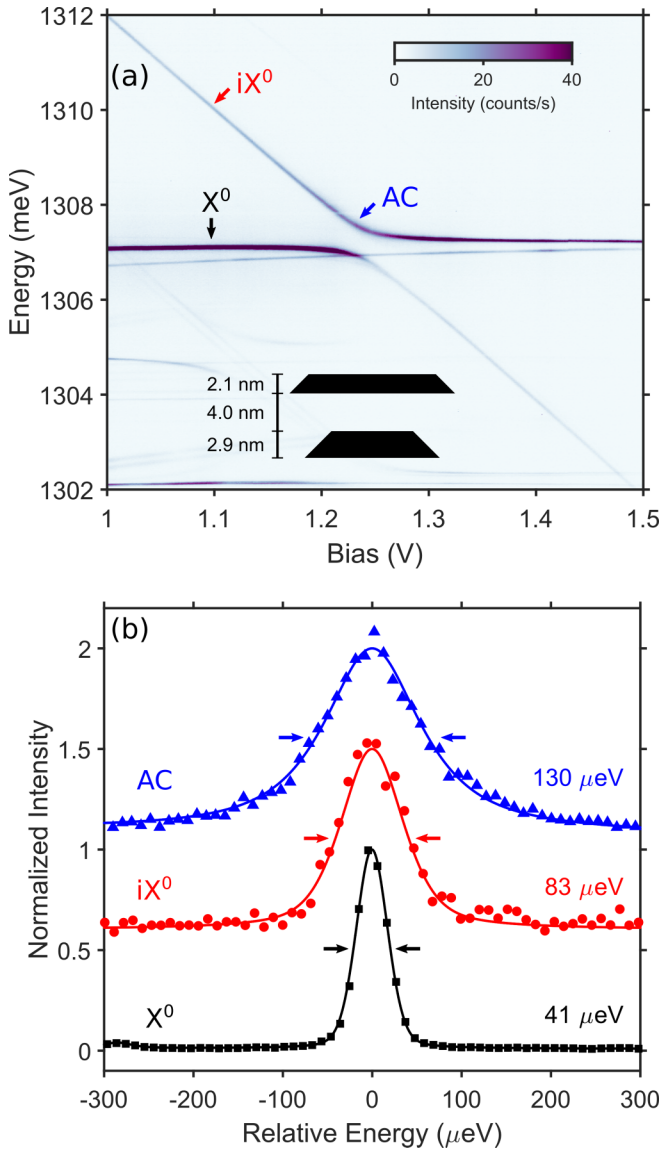 1312
(a)
iX⁰
0 20 40
Intensity (counts/s)
1310
AC
1308
X⁰
Energy (meV)
1306
1304
2.1 nm
4.0 nm
2.9 nm
1302
1 1.1 1.2 1.3 1.4 1.5
Bias (V)
(b)
2
1.5
AC
130 μeV
1
iX⁰
83 μeV
0.5
X⁰
41 μeV
0
Normalized Intensity
-300 -200 -100 0 100 200 300
Relative Energy (μeV)